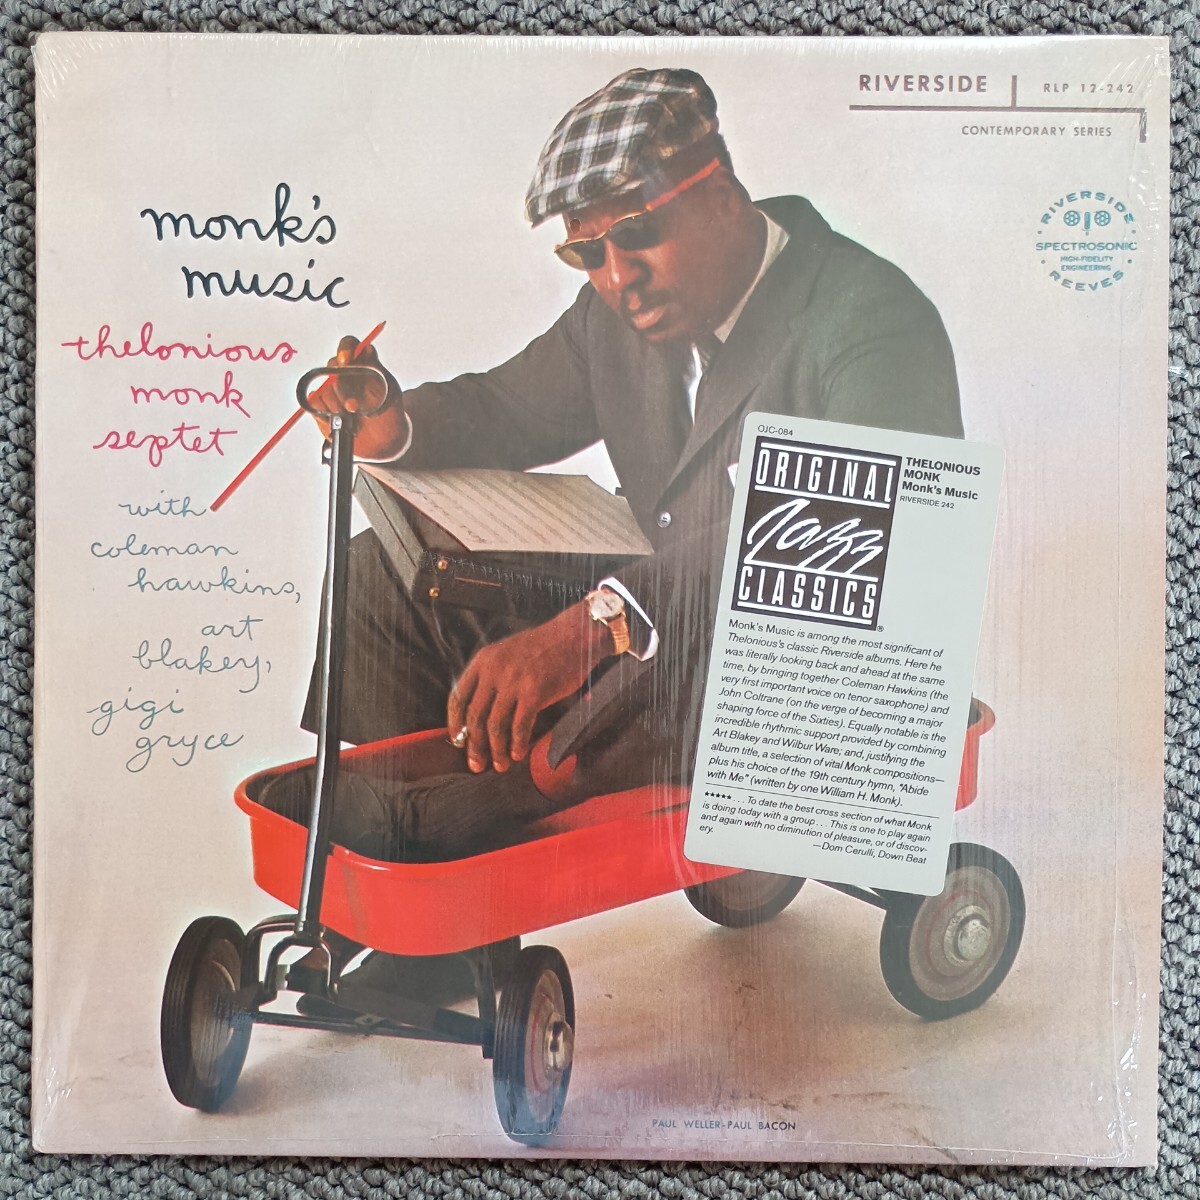 RIVERSIDE RLP 12-242
CONTEMPORARY SERIES
RIVERSIDE
SPECTROSONIC
HIGH-FIDELITY
ENGINEERING
REEVES
monk's
music
thelonious
monk
septet
with
coleman
hawkins,
art
blakey,
gigi
gryce
OJC-084
ORIGINAL
Jazz
CLASSICS®
THELONIOUS
MONK
Monk's Music
RIVERSIDE 242
Monk's Music is among the most significant of
Thelonious's classic Riverside albums. Here he
was literally looking back and ahead at the same
time, by bringing together Coleman Hawkins (the
very first important voice on tenor saxophone) and
John Coltrane (on the verge of becoming a major
shaping force of the Sixties). Equally notable is the
incredible rhythmic support provided by combining
Art Blakey and Wilbur Ware; and, justifying the
album title, a selection of vital Monk compositions—
plus his choice of the 19th century hymn, "Abide
with Me" (written by one William H. Monk).
★★★★★ . . . To date the best cross section of what Monk
is doing today with a group . . . This is one to play again
and again with no diminution of pleasure, or of discov-
ery.
—Dom Cerulli, Down Beat
PAUL WELLER-PAUL BACON